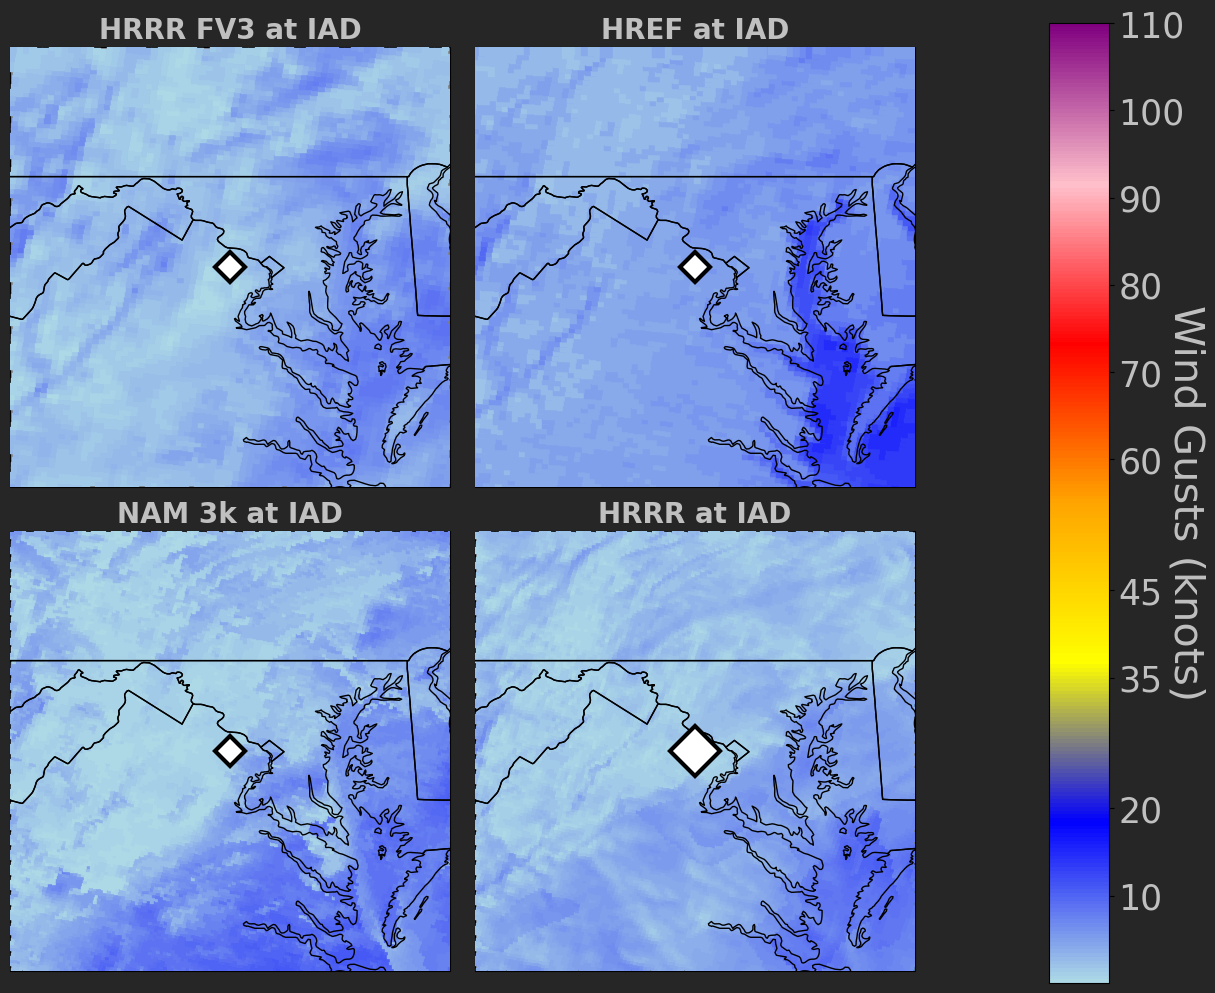 HRRR FV3 at IAD
HREF at IAD
NAM 3k at IAD
HRRR at IAD
110
100
90
80
70
60
45
35
20
10
Wind Gusts (knots)